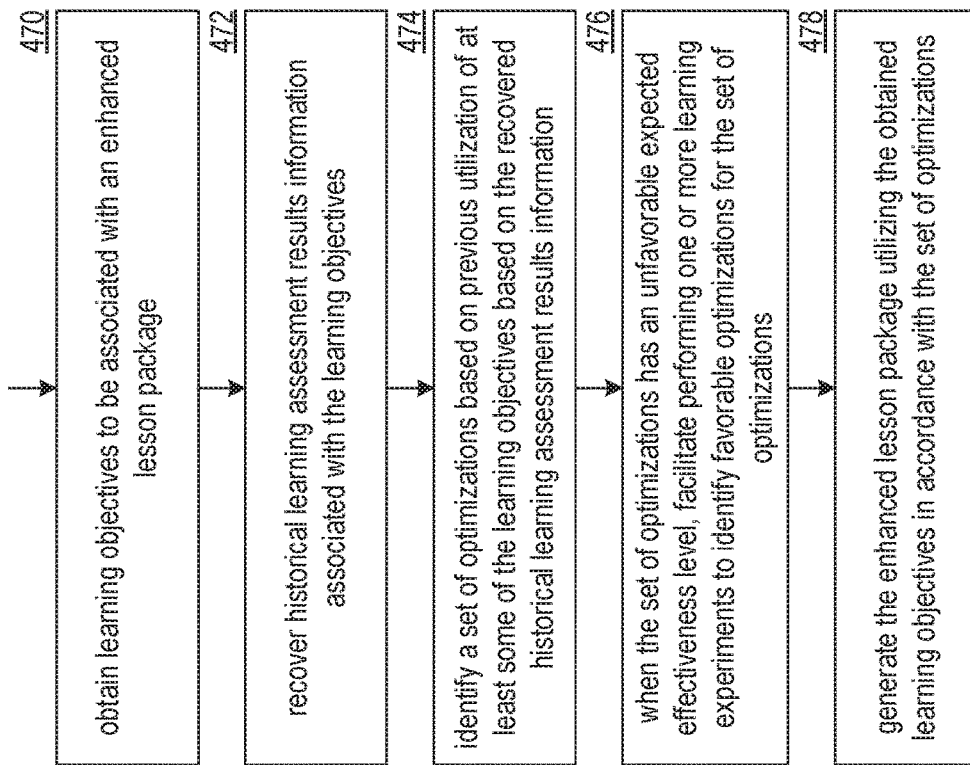 470
obtain learning objectives to be associated with an enhanced
lesson package
472
recover historical learning assessment results information
associated with the learning objectives
474
identify a set of optimizations based on previous utilization of at
least some of the learning objectives based on the recovered
historical learning assessment results information
476
when the set of optimizations has an unfavorable expected
effectiveness level, facilitate performing one or more learning
experiments to identify favorable optimizations for the set of
optimizations
478
generate the enhanced lesson package utilizing the obtained
learning objectives in accordance with the set of optimizations